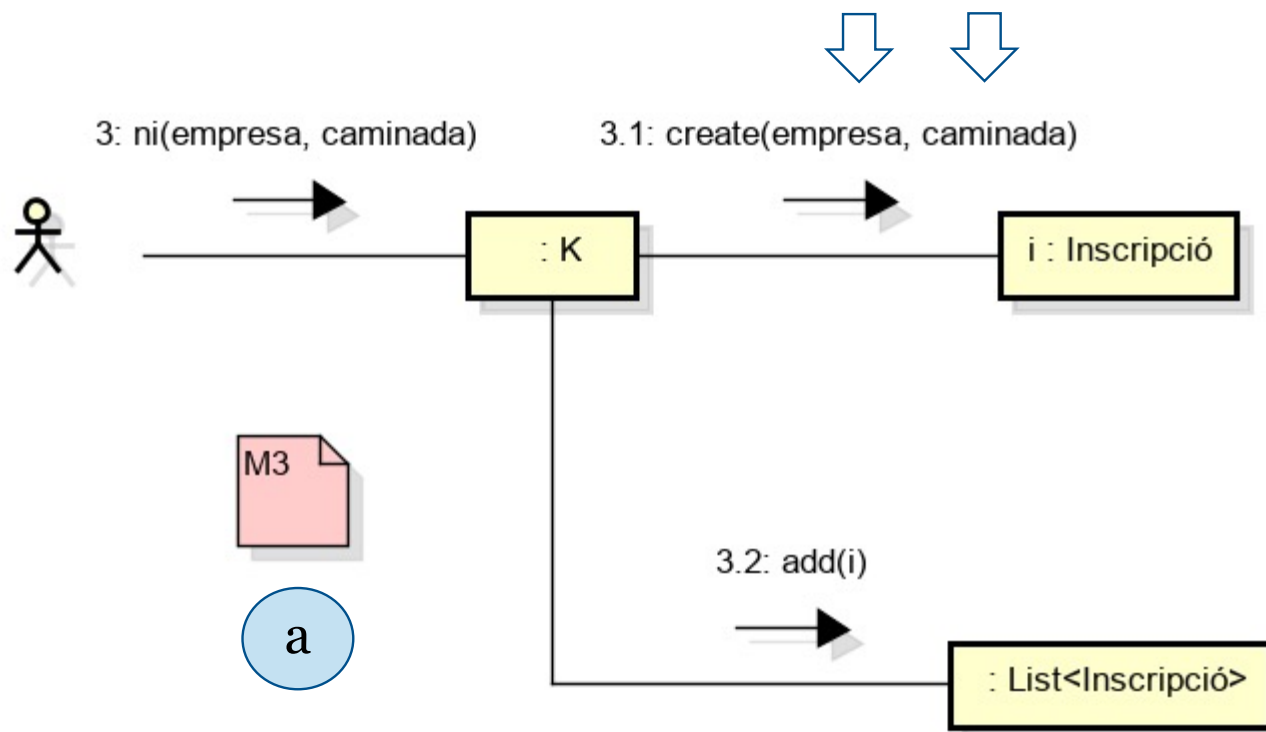 3: ni(empresa, caminada)
3.1: create(empresa, caminada)
: K
i : Inscripció
M3
3.2: add(i)
a
: List<Inscripció>